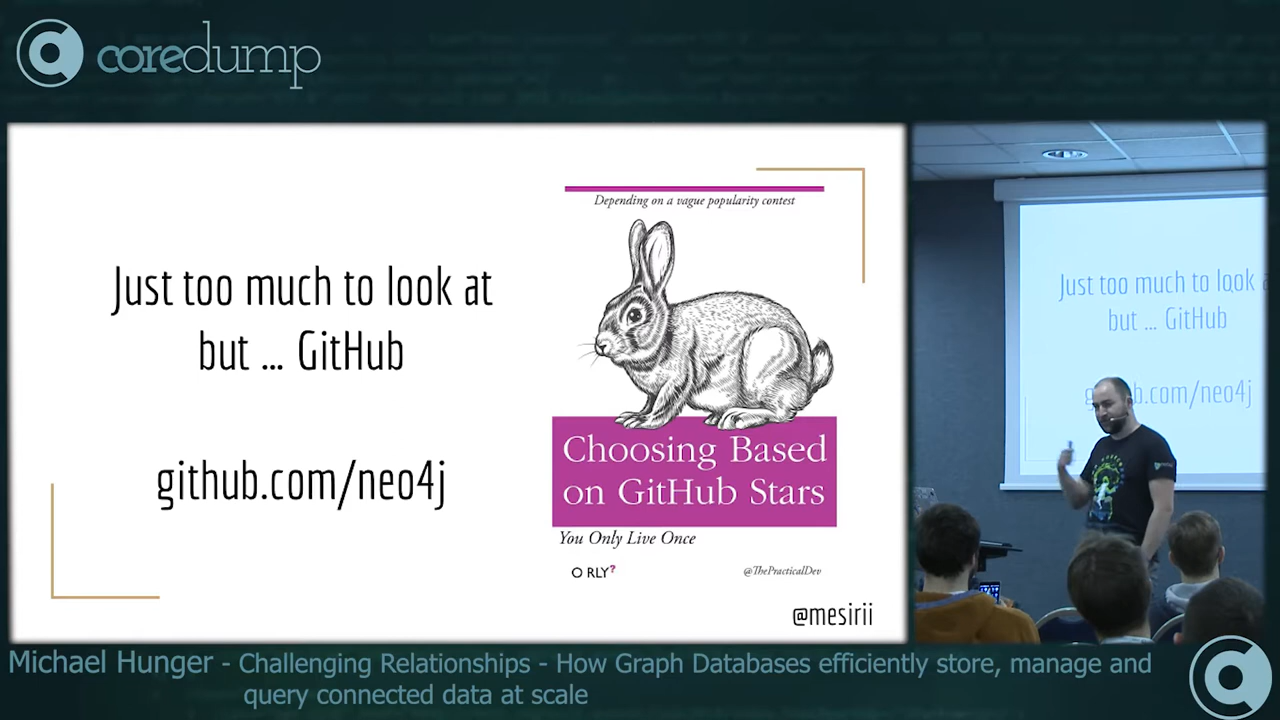 coredump
Depending on a vague popularity contest
Just too much to look at
but ... GitHub
github.com/neo4j
Choosing Based
on GitHub Stars
You Only Live Once
O RLY?
@ThePracticalDev
@mesirii
Just too much to look a
but ... GitHub
github.com/neo4j
Michael Hunger - Challenging Relationships - How Graph Databases efficiently store, manage and
query connected data at scale